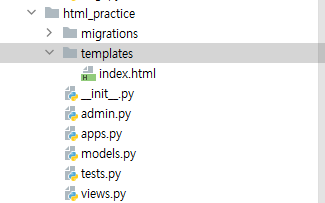 html_practice
migrations
templates
index.html
__init__.py
admin.py
apps.py
models.py
tests.py
views.py